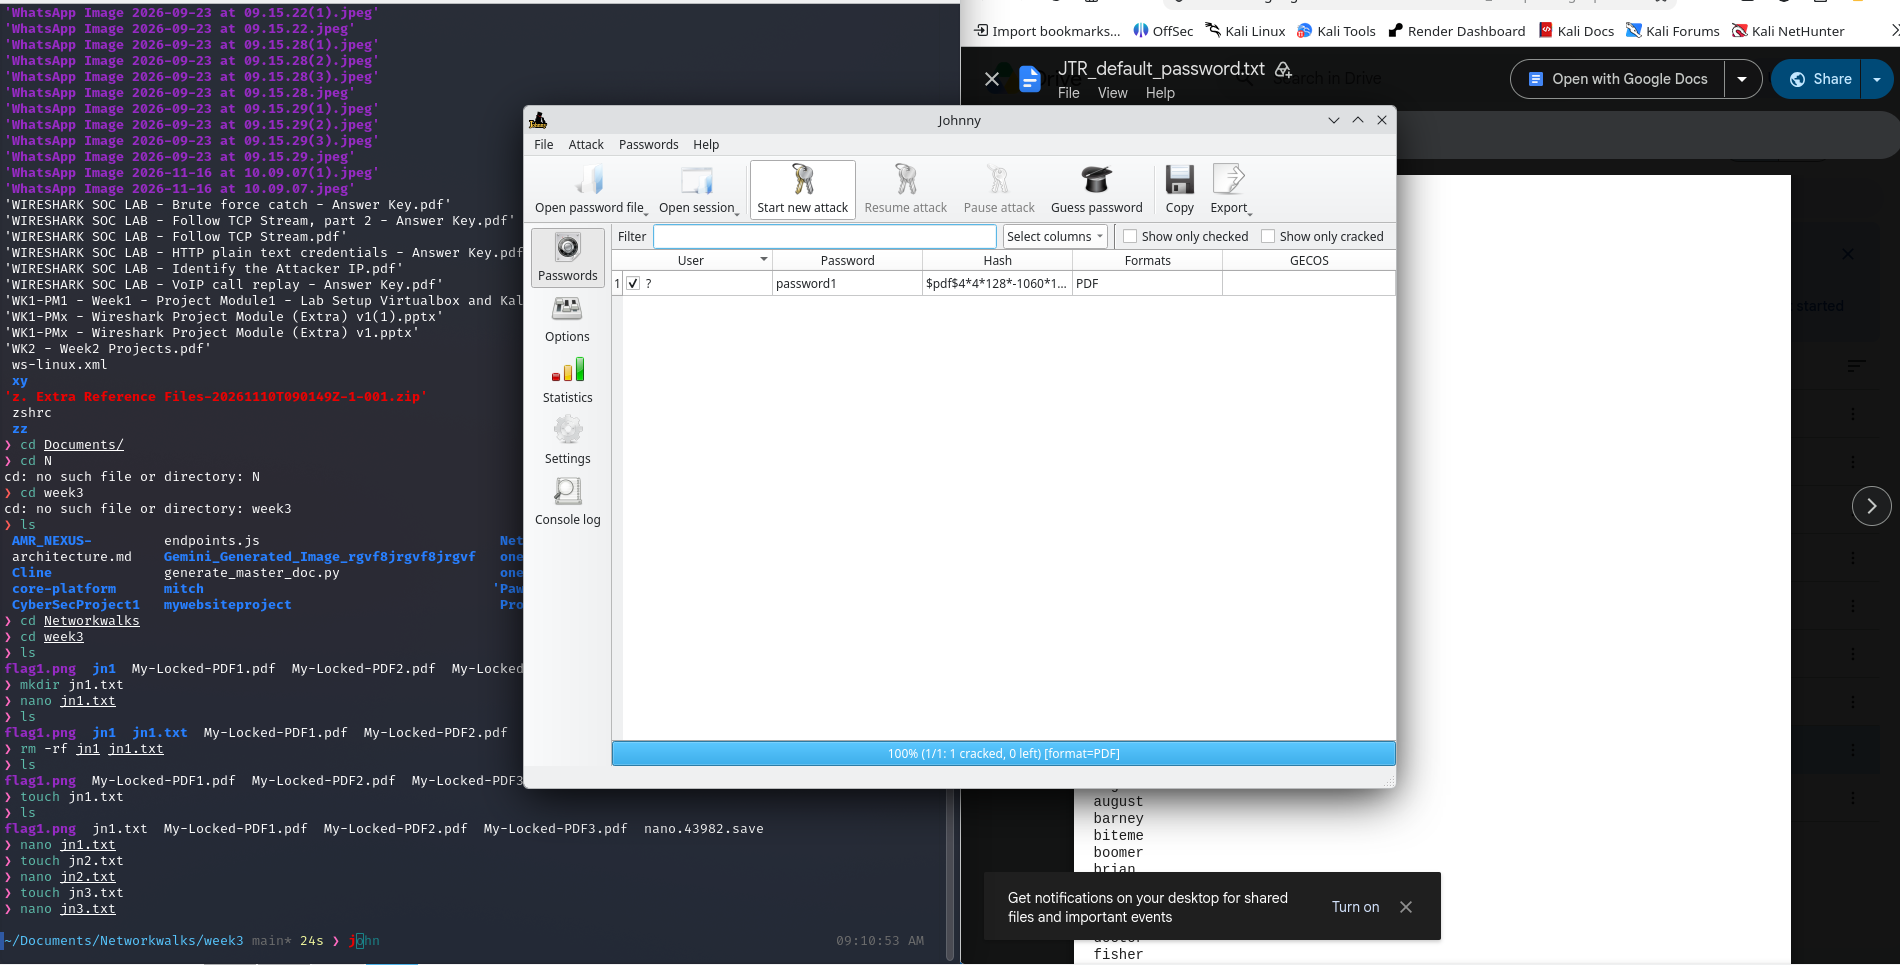 'WhatsApp Image 2026-09-23 at 09.15.22(1).jpeg'
'WhatsApp Image 2026-09-23 at 09.15.22.jpeg'
'WhatsApp Image 2026-09-23 at 09.15.28(1).jpeg'
'WhatsApp Image 2026-09-23 at 09.15.28(2).jpeg'
'WhatsApp Image 2026-09-23 at 09.15.28(3).jpeg'
'WhatsApp Image 2026-09-23 at 09.15.28.jpeg'
'WhatsApp Image 2026-09-23 at 09.15.29(1).jpeg'
'WhatsApp Image 2026-09-23 at 09.15.29(2).jpeg'
'WhatsApp Image 2026-09-23 at 09.15.29(3).jpeg'
'WhatsApp Image 2026-09-23 at 09.15.29.jpeg'
'WhatsApp Image 2026-11-16 at 10.09.07(1).jpeg'
'WhatsApp Image 2026-11-16 at 10.09.07.jpeg'
'WIRESHARK SOC LAB - Brute force catch - Answer Key.pdf'
'WIRESHARK SOC LAB - Follow TCP Stream, part 2 - Answer Key.pdf'
'WIRESHARK SOC LAB - Follow TCP Stream.pdf'
'WIRESHARK SOC LAB - HTTP plain text credentials - Answer Key.pdf
'WIRESHARK SOC LAB - Identify the Attacker IP.pdf'
'WIRESHARK SOC LAB - VoIP call replay - Answer Key.pdf'
'WK1-PM1 - Week1 - Project Module1 - Lab Setup Virtualbox and Kal
'WK1-PMx - Wireshark Project Module (Extra) v1(1).pptx'
'WK1-PMx - Wireshark Project Module (Extra) v1.pptx'
'WK2 - Week2 Projects.pdf'
ws-linux.xml
xy
'z. Extra Reference Files-20261110T090149Z-1-001.zip'
zshrc
zz
❯ cd Documents/
❯ cd N
cd: no such file or directory: N
❯ cd week3
cd: no such file or directory: week3
❯ ls
AMR_NEXUS- endpoints.js Net
architecture.md Gemini_Generated_Image_rgvf8jrgvf8jrgvf one
Cline generate_master_doc.py one
core-platform mitch 'Paw
CyberSecProject1 mywebsiteproject Pro
❯ cd Networkwalks
❯ cd week3
❯ ls
flag1.png jn1 My-Locked-PDF1.pdf My-Locked-PDF2.pdf My-Locked
❯ mkdir jn1.txt
❯ nano jn1.txt
❯ ls
flag1.png jn1 jn1.txt My-Locked-PDF1.pdf My-Locked-PDF2.pdf
❯ rm -rf jn1 jn1.txt
❯ ls
flag1.png My-Locked-PDF1.pdf My-Locked-PDF2.pdf My-Locked-PDF3
❯ touch jn1.txt
❯ ls
flag1.png jn1.txt My-Locked-PDF1.pdf My-Locked-PDF2.pdf My-Locked-PDF3.pdf nano.43982.save
❯ nano jn1.txt
❯ touch jn2.txt
❯ nano jn2.txt
❯ touch jn3.txt
❯ nano jn3.txt
~/Documents/Networkwalks/week3 main* 24s ❯ john 09:10:53 AM
Johnny
File Attack Passwords Help
Open password file Open session Start new attack Resume attack Pause attack Guess password Copy Export
Filter Select columns Show only checked Show only cracked
User Password Hash Formats GECOS
1 ? password1 $pdf$4*4*128*-1060*1... PDF
Passwords
Options
Statistics
Settings
Console log
100% (1/1: 1 cracked, 0 left) [format=PDF]
Import bookmarks... OffSec Kali Linux Kali Tools Render Dashboard Kali Docs Kali Forums Kali NetHunter
JTR_default_password.txt
File View Help
Search in Drive
Open with Google Docs
Share
started
august
barney
biteme
boomer
brian
fisher
Get notifications on your desktop for shared
files and important events
Turn on